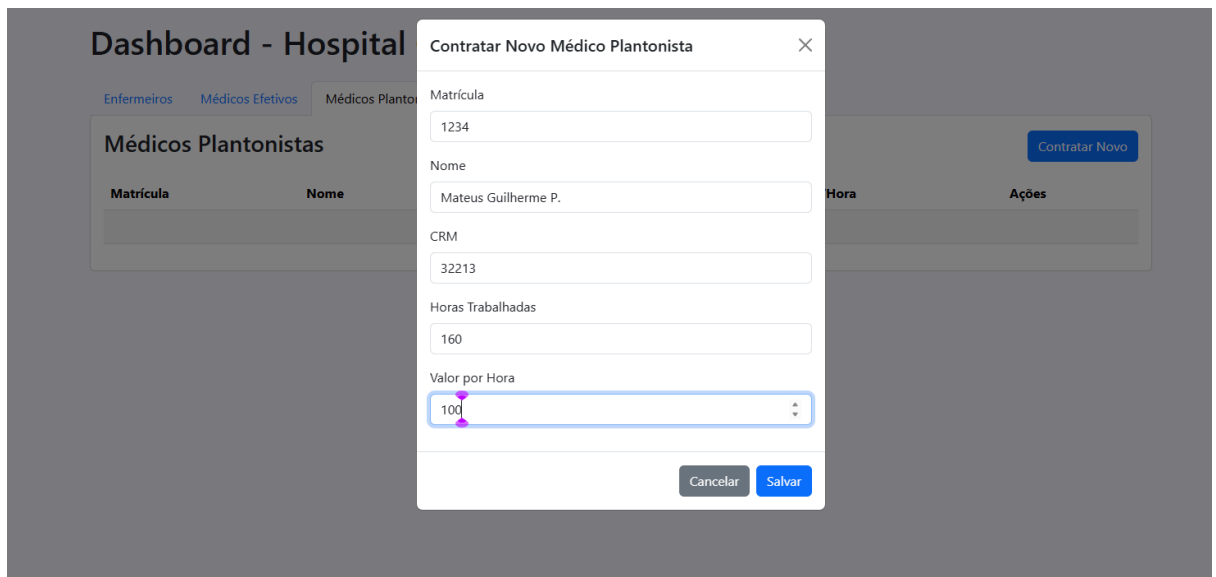 Dashboard - Hospital
Contratar Novo Médico Plantonista
Enfermeiros Médicos Efetivos Médicos Planto
Matrícula
1234
Médicos Plantonistas
Contratar Novo
Nome
Mateus Guilherme P.
Matrícula Nome Hora Ações
CRM
32213
Horas Trabalhadas
160
Valor por Hora
100
Cancelar Salvar